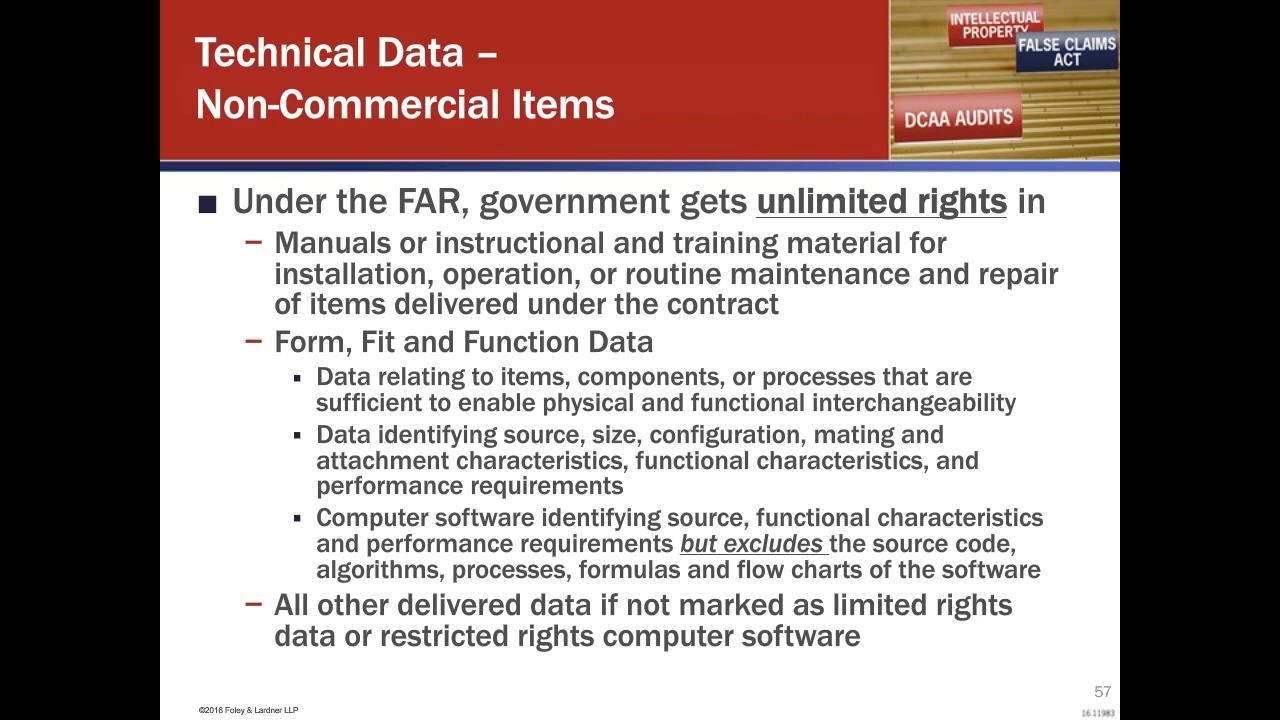 Technical Data –
Non-Commercial Items
INTELLECTUAL
PROPERTY
FALSE CLAIMS
ACT
DCAA AUDITS
■ Under the FAR, government gets unlimited rights in
– Manuals or instructional and training material for
installation, operation, or routine maintenance and repair
of items delivered under the contract
– Form, Fit and Function Data
▪ Data relating to items, components, or processes that are
sufficient to enable physical and functional interchangeability
▪ Data identifying source, size, configuration, mating and
attachment characteristics, functional characteristics, and
performance requirements
▪ Computer software identifying source, functional characteristics
and performance requirements but excludes the source code,
algorithms, processes, formulas and flow charts of the software
– All other delivered data if not marked as limited rights
data or restricted rights computer software
57
©2016 Foley & Lardner LLP
16.11983